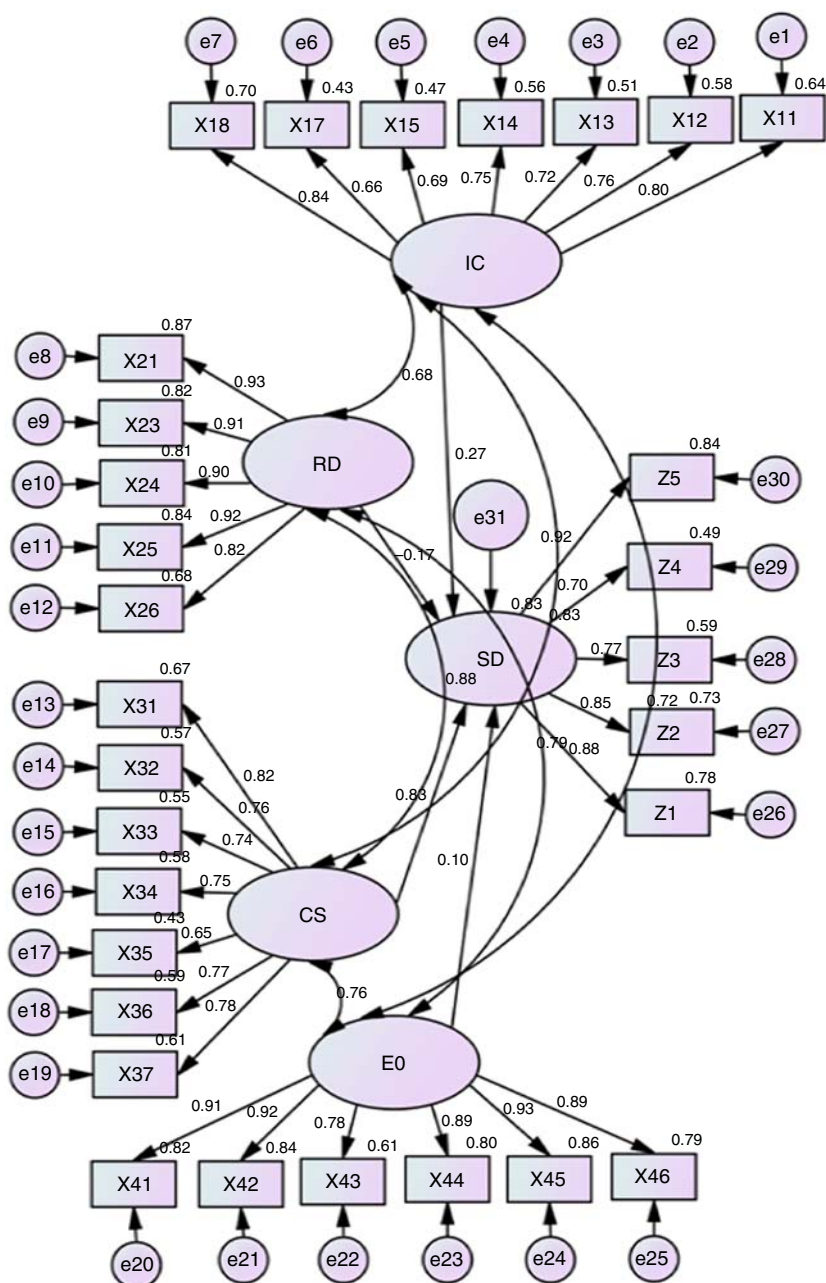 e7 e6 e5 e4 e3 e2 e1
0.70 0.43 0.47 0.56 0.51 0.58 0.64
X18 X17 X15 X14 X13 X12 X11
0.84 0.66 0.69 0.75 0.72 0.76 0.80
IC
0.87
e8 X21
0.68
0.93
0.82
e9 X23 0.91
0.81
RD
0.27
0.84
e10 X24 0.90
Z5 e30
e31
0.84 0.92
e11 X25
–0.17
0.92
0.49
0.82
Z4 e29
0.68
0.70
e12 X26
0.83 0.83
0.59
SD
0.77
Z3 e28
0.67
0.88
e13 X31
0.85 0.72 0.73
0.57
Z2 e27
0.79 0.88
e14 X32
0.82
0.78
0.55
0.76
0.83
e15 X33
0.74
Z1 e26
0.58
0.10
e16 X34 0.75
CS
0.43
0.65
e17 X35
0.59 0.77
0.76
e18 X36
0.78
0.61
E0
e19 X37
0.91 0.92 0.78 0.89 0.93 0.89
0.82 0.84 0.61 0.80 0.86 0.79
X41 X42 X43 X44 X45 X46
e20 e21 e22 e23 e24 e25